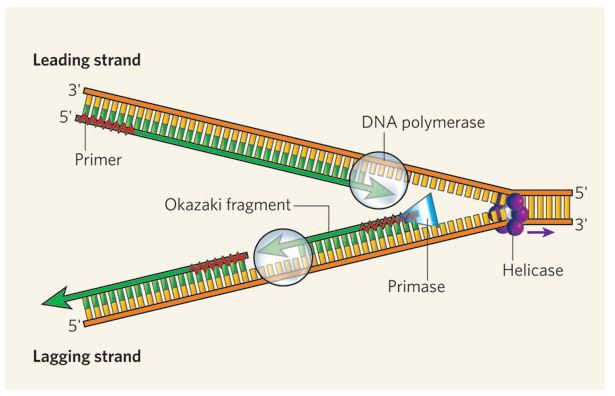 Leading strand
3'
5'
DNA polymerase
Primer
5'
Okazaki fragment
3'
Helicase
Primase
5'
Lagging strand